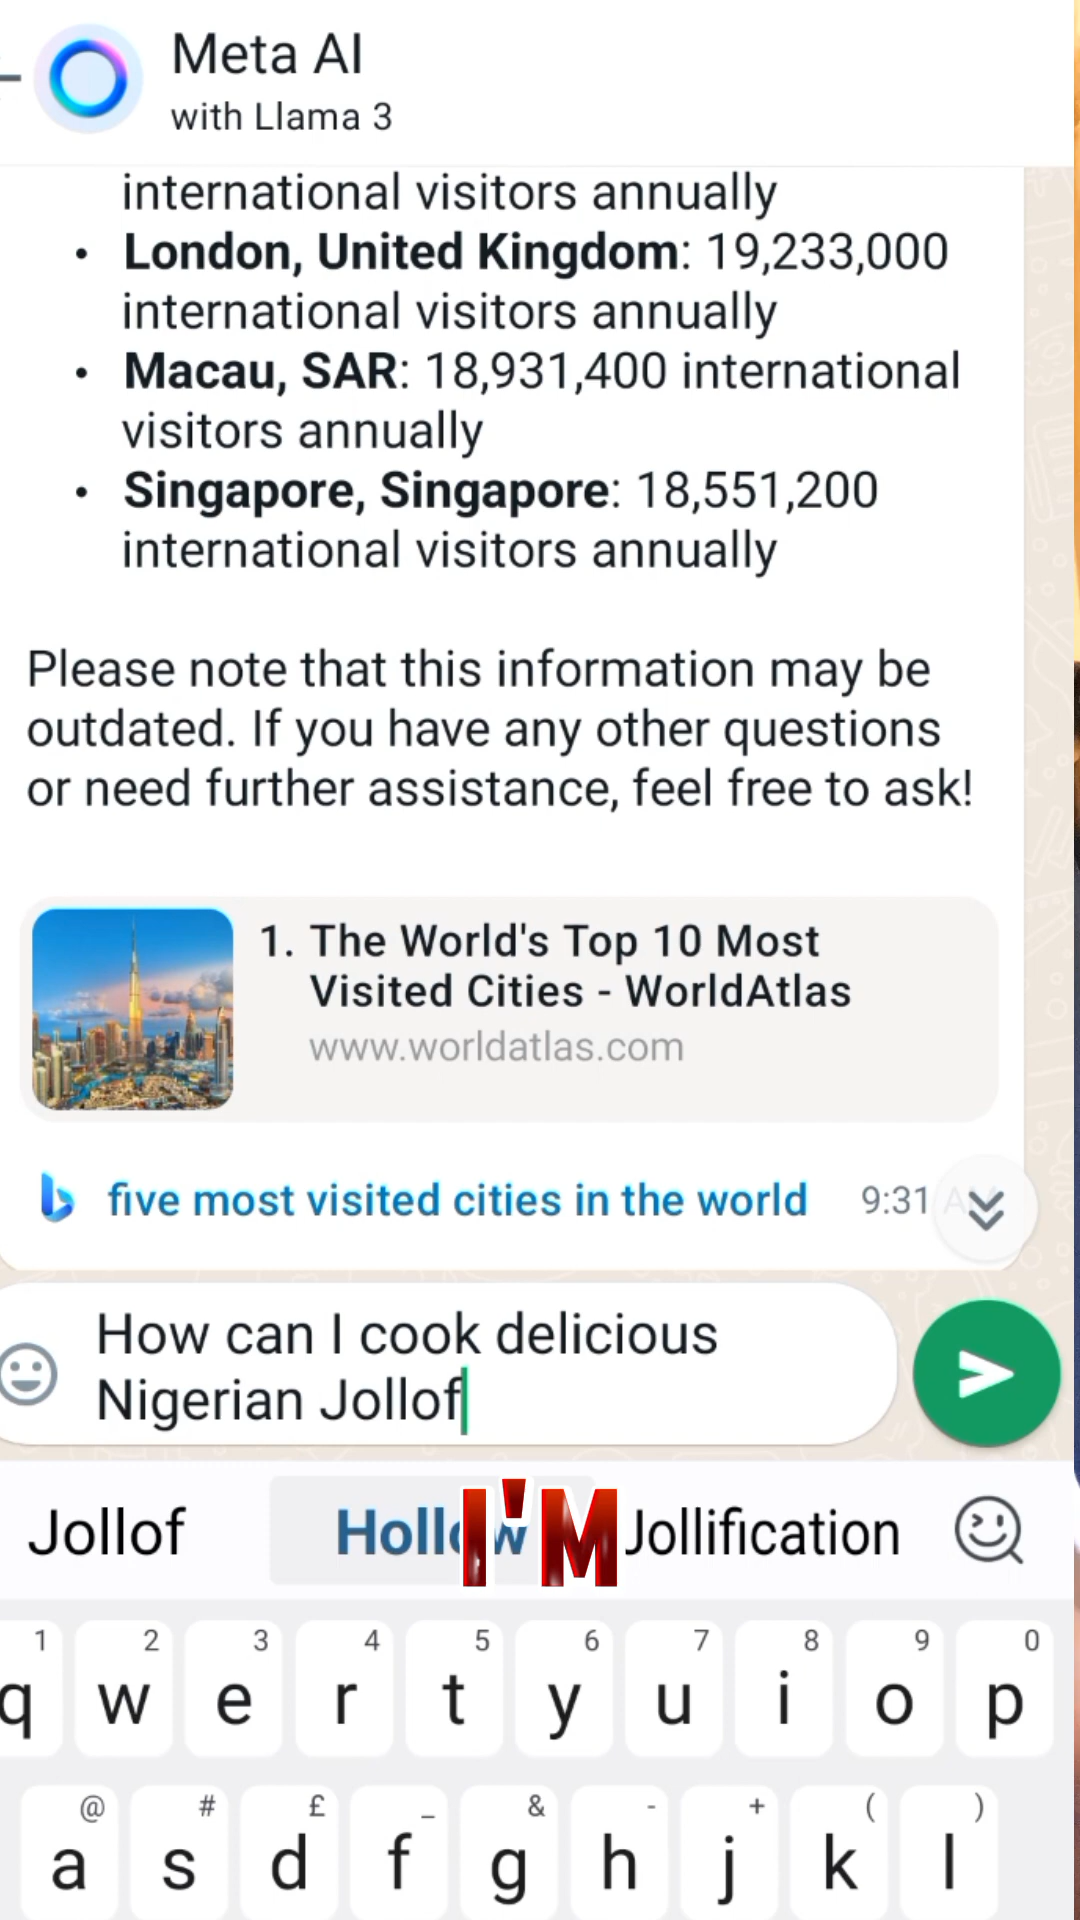 Meta AI
with Llama 3
international visitors annually
• London, United Kingdom: 19,233,000
international visitors annually
• Macau, SAR: 18,931,400 international
visitors annually
• Singapore, Singapore: 18,551,200
international visitors annually
Please note that this information may be
outdated. If you have any other questions
or need further assistance, feel free to ask!
1. The World's Top 10 Most
Visited Cities - WorldAtlas
www.worldatlas.com
five most visited cities in the world 9:31 AM
How can I cook delicious
Nigerian Jollof
Jollof Hollow Jollification
I'M
1 2 3 4 5 6 7 8 9 0
q w e r t y u i o p
@ # £ _ & - + ( )
a s d f g h j k l